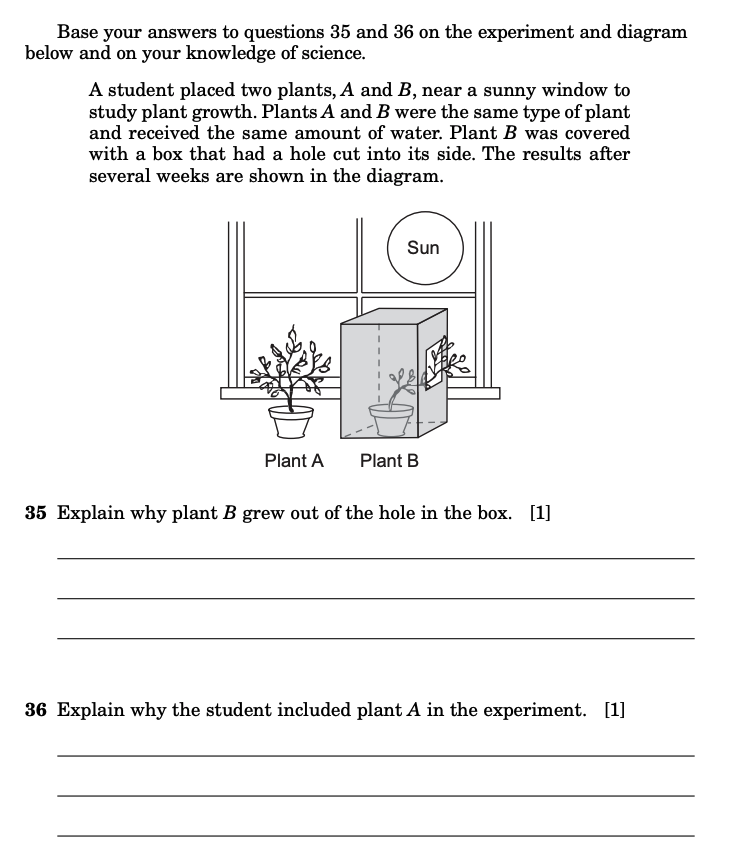 Base your answers to questions 35 and 36 on the experiment and diagram
below and on your knowledge of science.
A student placed two plants, A and B, near a sunny window to
study plant growth. Plants A and B were the same type of plant
and received the same amount of water. Plant B was covered
with a box that had a hole cut into its side. The results after
several weeks are shown in the diagram.
Sun
Plant A Plant B
35 Explain why plant B grew out of the hole in the box. [1]
36 Explain why the student included plant A in the experiment. [1]